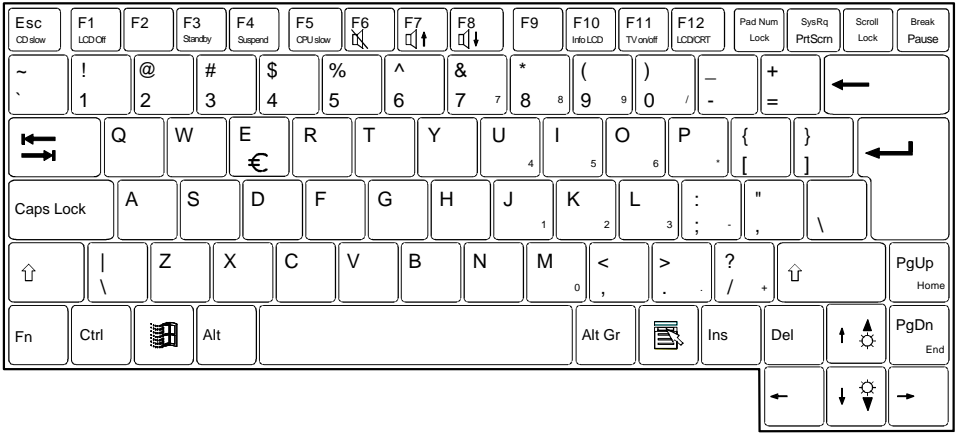 Esc F1 F2 F3 F4 F5 F6 F7 F8 F9 F10 F11 F12 Pad Num SysRq Scroll Break
CD slow LCD Off Standby Suspend CPU slow Info LCD TV on/off LCD/CRT Lock PrtScrn Lock Pause
~ ! @ # $ % ^ & * ( ) _ +
` 1 2 3 4 5 6 7 7 8 8 9 9 0 / - =
Q W E R T Y U I O P { }
€ 4 5 6 * [ ]
Caps Lock A S D F G H J K L : "
1 2 3 ; - , \
| Z X C V B N M < > ? PgUp
\ 0 , . . / + Home
Fn Ctrl Alt Alt Gr Ins Del PgDn
End